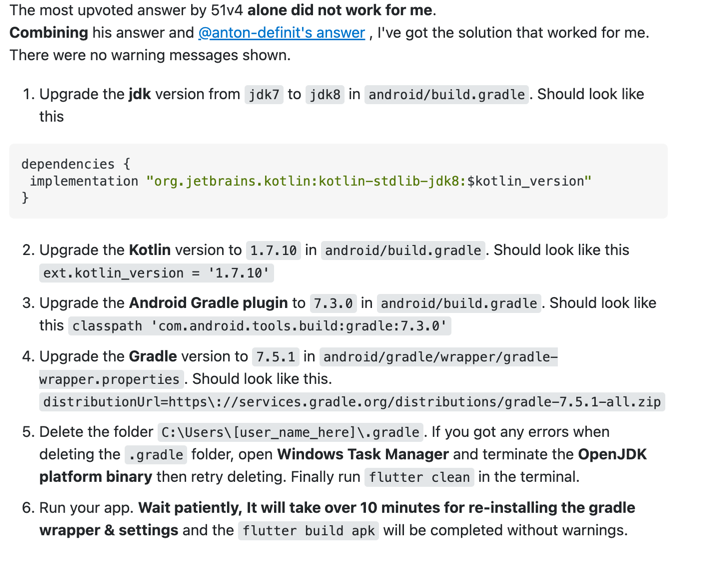 The most upvoted answer by 51v4 alone did not work for me.
Combining his answer and @anton-definit's answer , I've got the solution that worked for me.
There were no warning messages shown.
1. Upgrade the jdk version from jdk7 to jdk8 in android/build.gradle. Should look like
this
dependencies {
 implementation "org.jetbrains.kotlin:kotlin-stdlib-jdk8:$kotlin_version"
}
2. Upgrade the Kotlin version to 1.7.10 in android/build.gradle. Should look like this
ext.kotlin_version = '1.7.10'
3. Upgrade the Android Gradle plugin to 7.3.0 in android/build.gradle. Should look like
this classpath 'com.android.tools.build:gradle:7.3.0'
4. Upgrade the Gradle version to 7.5.1 in android/gradle/wrapper/gradle-
wrapper.properties. Should look like this.
distributionUrl=https\://services.gradle.org/distributions/gradle-7.5.1-all.zip
5. Delete the folder C:\Users\[user_name_here]\.gradle. If you got any errors when
deleting the .gradle folder, open Windows Task Manager and terminate the OpenJDK
platform binary then retry deleting. Finally run flutter clean in the terminal.
6. Run your app. Wait patiently, It will take over 10 minutes for re-installing the gradle
wrapper & settings and the flutter build apk will be completed without warnings.